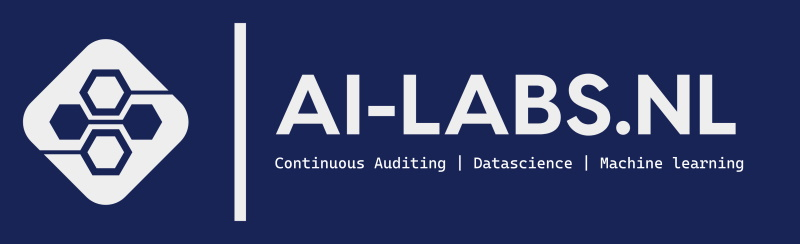 AI-LABS.NL
Continuous Auditing | Datascience | Machine learning